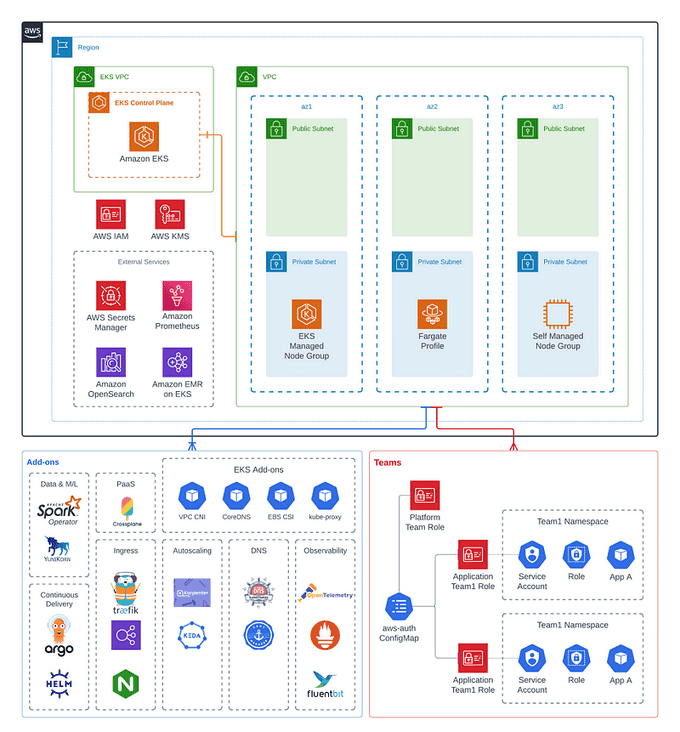 aws
Region
EKS VPC
EKS Control Plane
Amazon EKS
AWS IAM
AWS KMS
External Services
AWS Secrets
Manager
Amazon
Prometheus
Amazon
OpenSearch
Amazon EMR
on EKS
VPC
az1
az2
az3
Public Subnet
Public Subnet
Public Subnet
Private Subnet
Private Subnet
Private Subnet
EKS
Managed
Node Group
Fargate
Profile
Self Managed
Node Group
Add-ons
Data & M/L
APACHE
Spark
Operator
YUNIKORN
PaaS
Crossplane
EKS Add-ons
VPC CNI
CoreDNS
EBS CSI
kube-proxy
Continuous
Delivery
argo
HELM
Ingress
træfik
N
Autoscaling
Karpenter
KEDA
DNS
DNS
Observability
OpenTelemetry
fluentbit
Teams
Platform
Team Role
aws-auth
ConfigMap
Application
Team1 Role
Team1 Namespace
Service
Account
Role
App A
Application
Team1 Role
Team1 Namespace
Service
Account
Role
App A